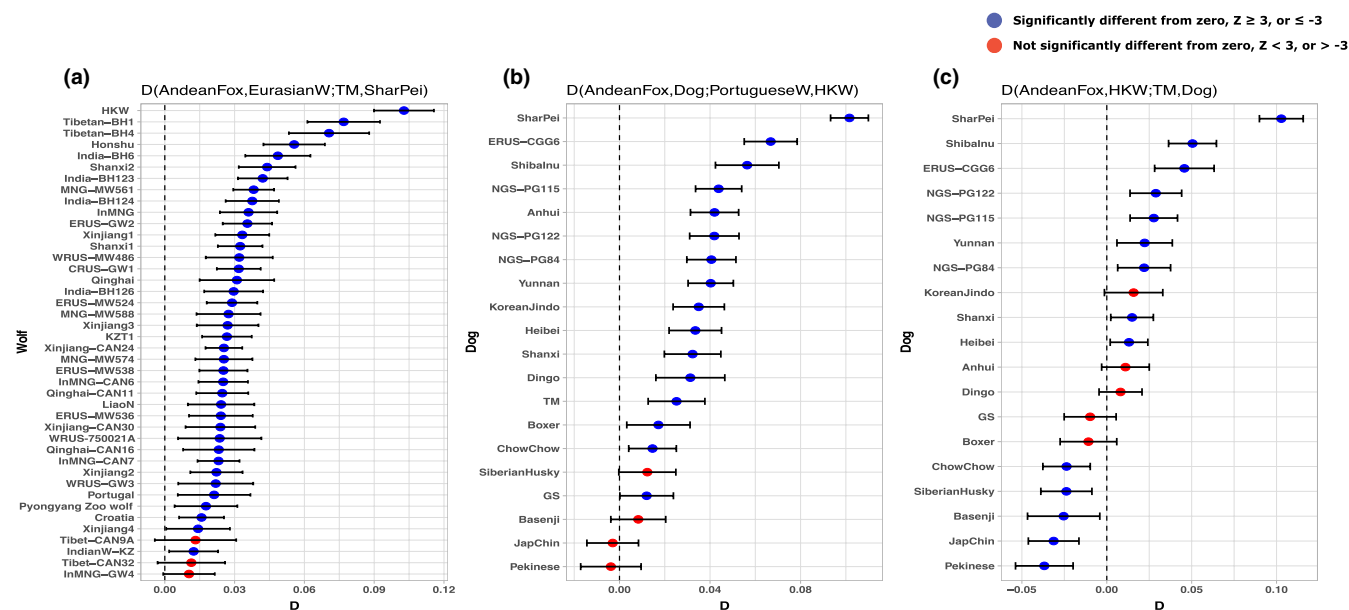 Significantly different from zero, Z ≥ 3, or ≤ -3
Not significantly different from zero, Z < 3, or > -3
(a)
D(AndeanFox,EurasianW;TM,SharPei)
Wolf
HKW
Tibetan−BH1
Tibetan−BH4
Honshu
India−BH6
Shanxi2
India−BH123
MNG−MW561
India−BH124
InMNG
ERUS−GW2
Xinjiang1
Shanxi1
WRUS−MW486
CRUS−GW1
Qinghai
India−BH126
ERUS−MW524
MNG−MW588
Xinjiang3
KZT1
Xinjiang−CAN24
MNG−MW574
ERUS−MW538
InMNG−CAN6
Qinghai−CAN11
LiaoN
ERUS−MW536
Xinjiang−CAN30
WRUS-750021A
Qinghai−CAN16
InMNG−CAN7
Xinjiang2
WRUS−GW3
Portugal
Pyongyang Zoo wolf
Croatia
Xinjiang4
Tibet−CAN9A
IndianW−KZ
Tibet−CAN32
InMNG−GW4
0.00 0.03 0.06 0.09 0.12
D
(b)
D(AndeanFox,Dog;PortugueseW,HKW)
Dog
SharPei
ERUS−CGG6
ShibaInu
NGS−PG115
Anhui
NGS−PG122
NGS−PG84
Yunnan
KoreanJindo
Heibei
Shanxi
Dingo
TM
Boxer
ChowChow
SiberianHusky
GS
Basenji
JapChin
Pekinese
0.00 0.04 0.08
D
(c)
D(AndeanFox,HKW;TM,Dog)
Dog
SharPei
ShibaInu
ERUS−CGG6
NGS−PG122
NGS−PG115
Yunnan
NGS−PG84
KoreanJindo
Shanxi
Heibei
Anhui
Dingo
GS
Boxer
ChowChow
SiberianHusky
Basenji
JapChin
Pekinese
−0.05 0.00 0.05 0.10
D